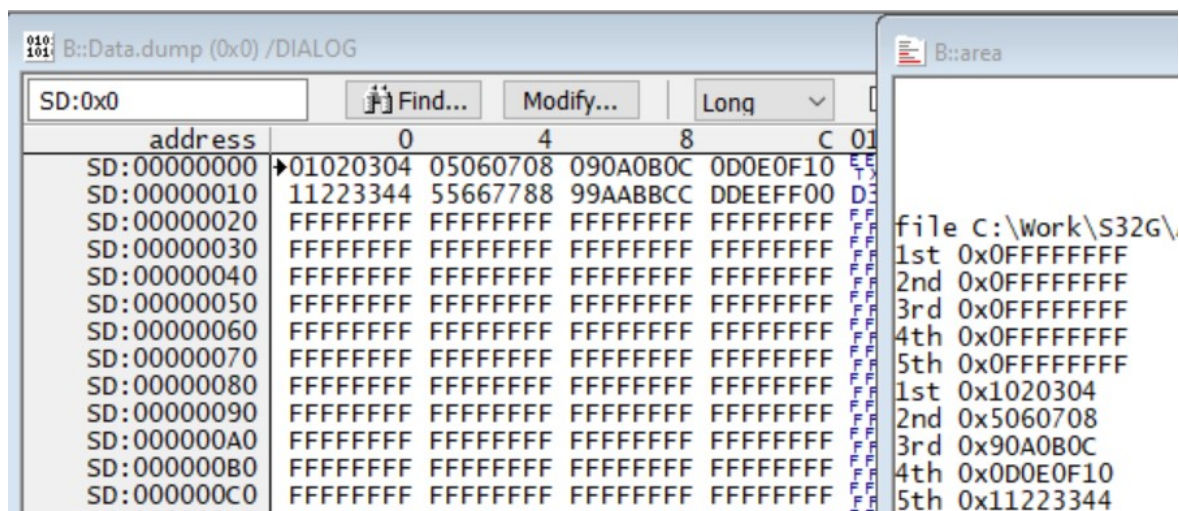 B::Data.dump (0x0) /DIALOG
SD:0x0 Find... Modify... Long
address 0 4 8 C 01
SD:00000000 01020304 05060708 090A0B0C 0D0E0F10
SD:00000010 11223344 55667788 99AABBCC DDEEFF00
SD:00000020 FFFFFFFF FFFFFFFF FFFFFFFF FFFFFFFF
SD:00000030 FFFFFFFF FFFFFFFF FFFFFFFF FFFFFFFF
SD:00000040 FFFFFFFF FFFFFFFF FFFFFFFF FFFFFFFF
SD:00000050 FFFFFFFF FFFFFFFF FFFFFFFF FFFFFFFF
SD:00000060 FFFFFFFF FFFFFFFF FFFFFFFF FFFFFFFF
SD:00000070 FFFFFFFF FFFFFFFF FFFFFFFF FFFFFFFF
SD:00000080 FFFFFFFF FFFFFFFF FFFFFFFF FFFFFFFF
SD:00000090 FFFFFFFF FFFFFFFF FFFFFFFF FFFFFFFF
SD:000000A0 FFFFFFFF FFFFFFFF FFFFFFFF FFFFFFFF
SD:000000B0 FFFFFFFF FFFFFFFF FFFFFFFF FFFFFFFF
SD:000000C0 FFFFFFFF FFFFFFFF FFFFFFFF FFFFFFFF
B::area
file C:\Work\S32G\
1st 0x0FFFFFFFF
2nd 0x0FFFFFFFF
3rd 0x0FFFFFFFF
4th 0x0FFFFFFFF
5th 0x0FFFFFFFF
1st 0x1020304
2nd 0x5060708
3rd 0x90A0B0C
4th 0x0D0E0F10
5th 0x11223344